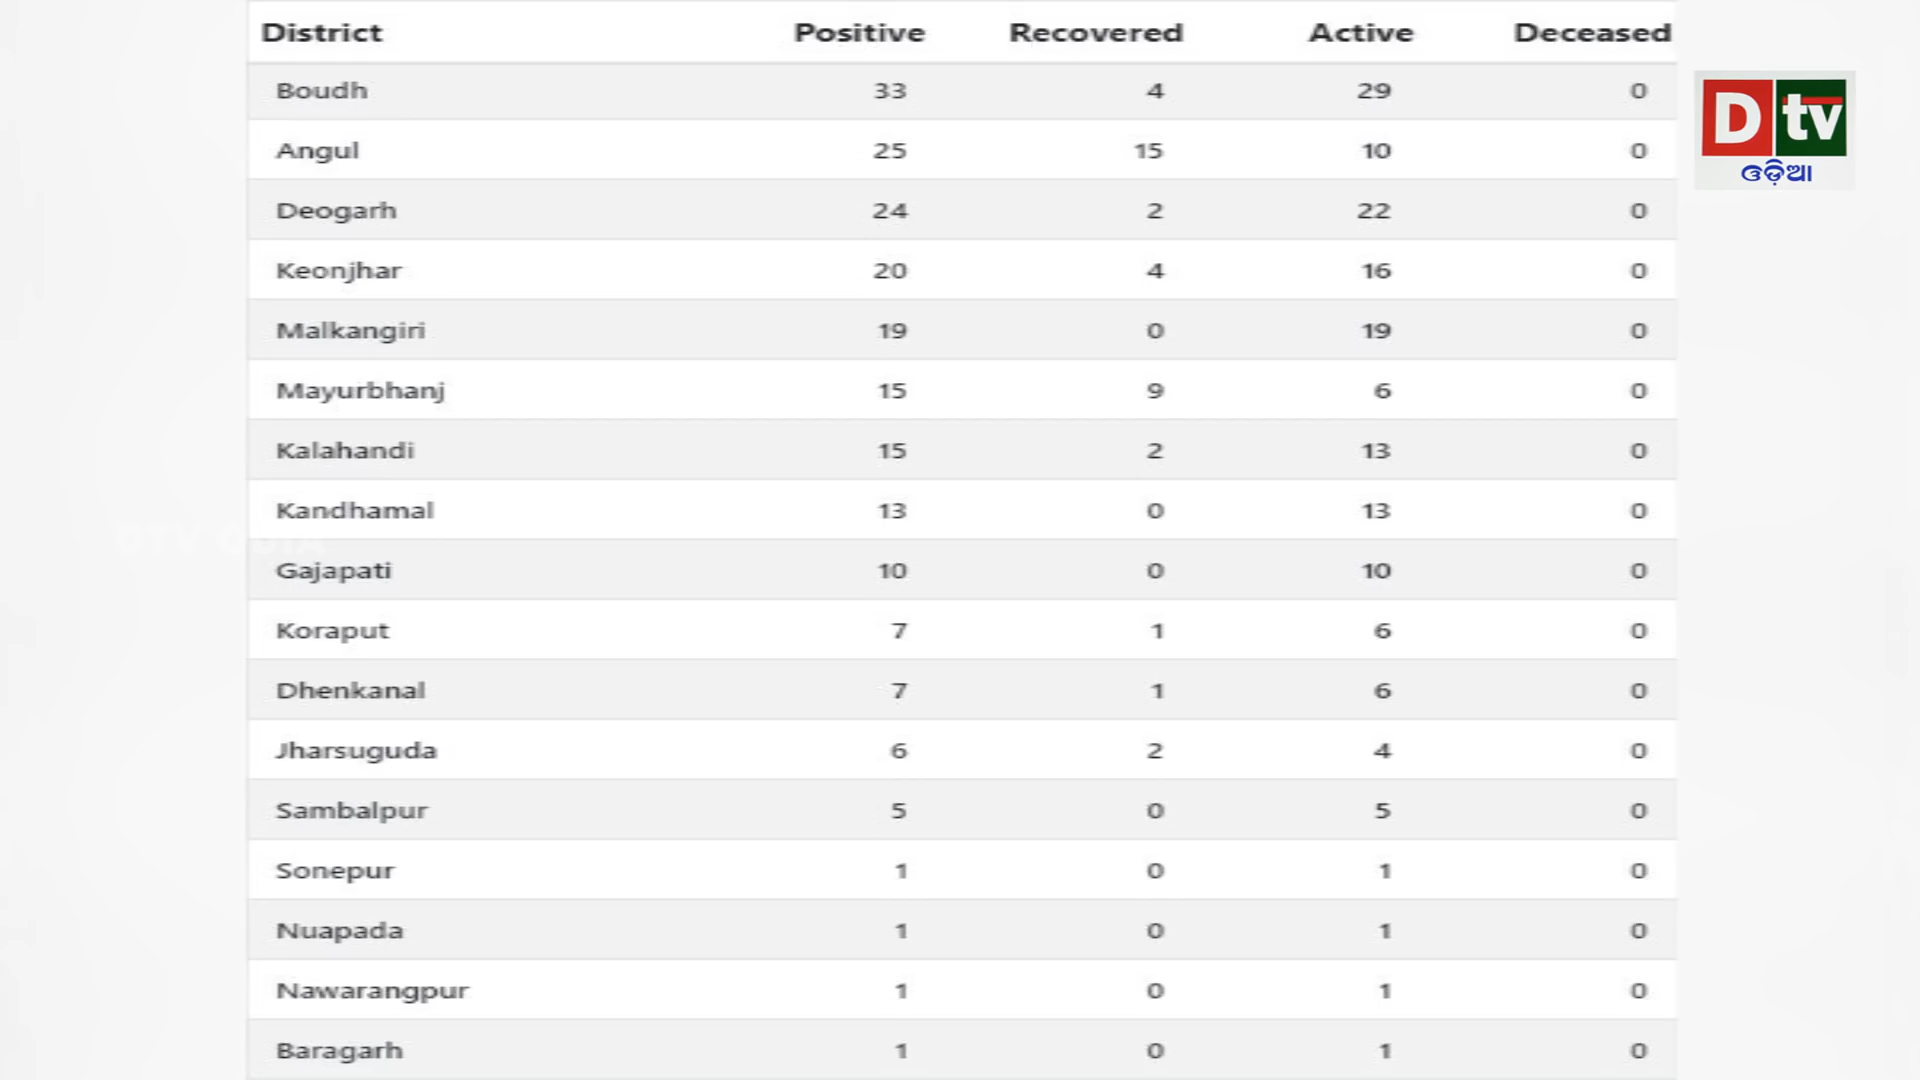 District Positive Recovered Active Deceased
Boudh 33 4 29 0
Angul 25 15 10 0
Deogarh 24 2 22 0
Keonjhar 20 4 16 0
Malkangiri 19 0 19 0
Mayurbhanj 15 9 6 0
Kalahandi 15 2 13 0
Kandhamal 13 0 13 0
Gajapati 10 0 10 0
Koraput 7 1 6 0
Dhenkanal 7 1 6 0
Jharsuguda 6 2 4 0
Sambalpur 5 0 5 0
Sonepur 1 0 1 0
Nuapada 1 0 1 0
Nawarangpur 1 0 1 0
Baragarh 1 0 1 0
D tv
ଓଡ଼ିଆ
DTV ODIA